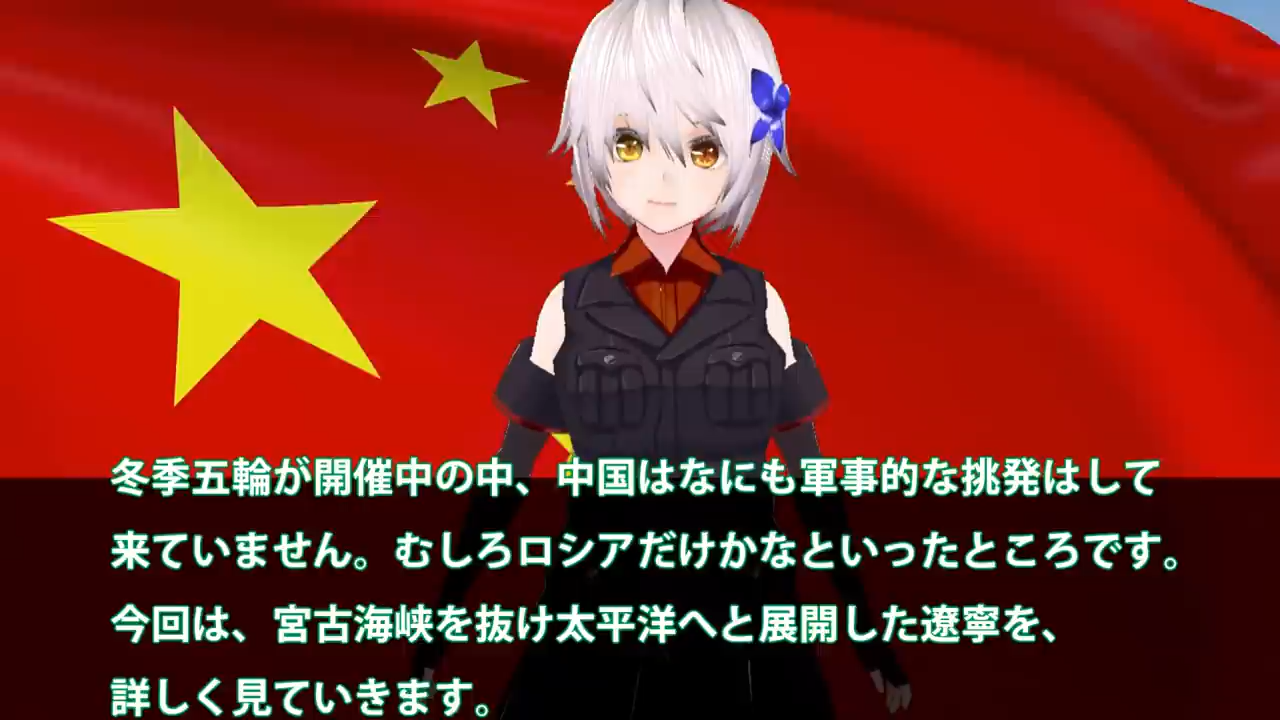 冬季五輪が開催中の中、中国はなにも軍事的な挑発はして
来ていません。むしろロシアだけかなといったところです。
今回は、宮古海峡を抜け太平洋へと展開した遼寧を、
詳しく見ていきます。